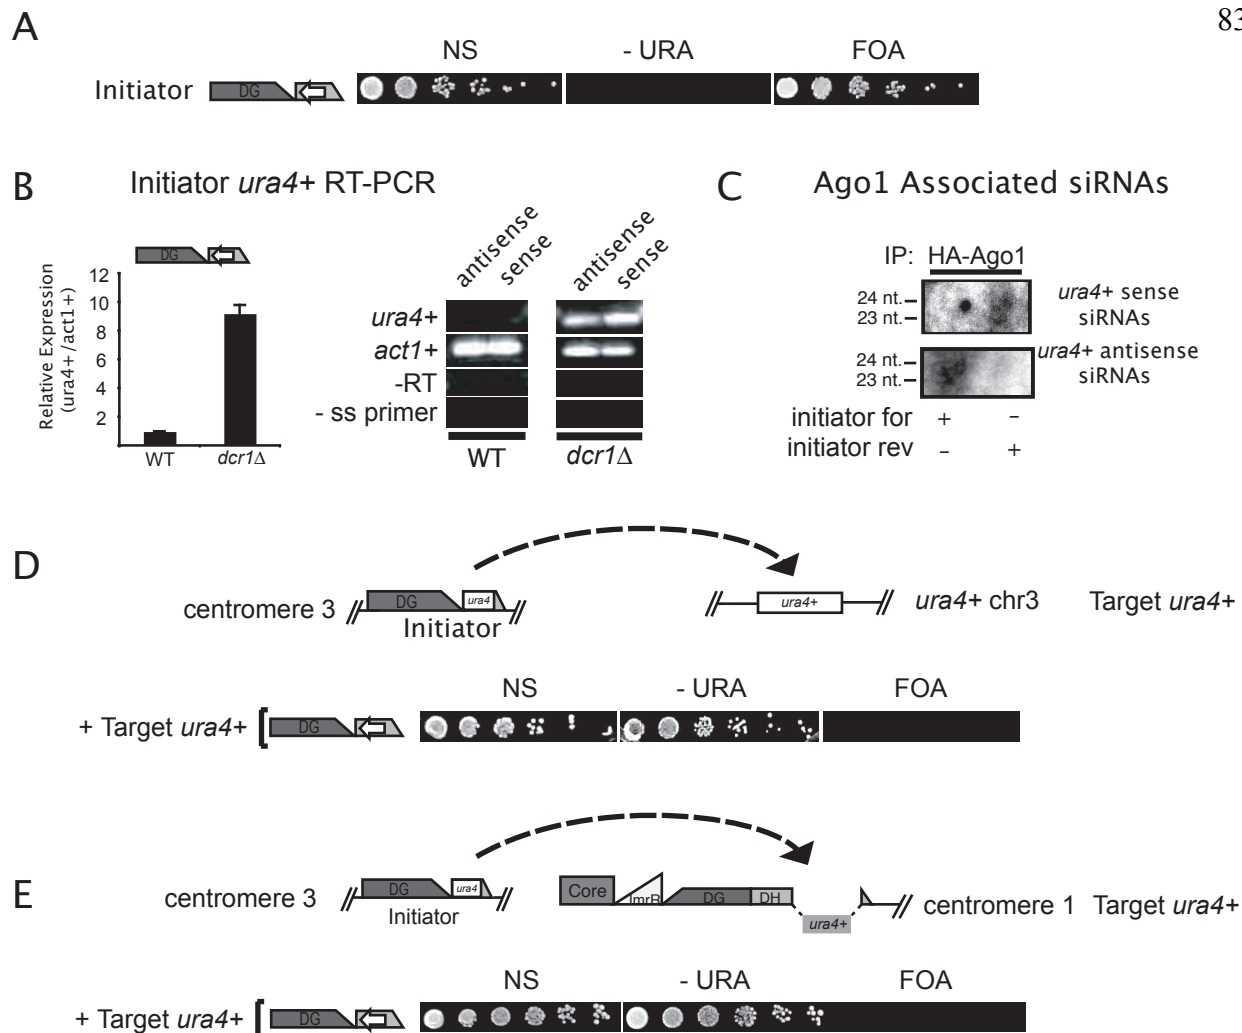 83
A
NS - URA FOA
Initiator DG
B Initiator ura4+ RT-PCR
DG
Relative Expression
(ura4+/act1+)
12
10
8
6
4
2
WT dcr1Δ
antisense sense antisense sense
ura4+
act1+
-RT
- ss primer
WT dcr1Δ
C Ago1 Associated siRNAs
IP: HA-Ago1
24 nt.
23 nt.
ura4+ sense
siRNAs
24 nt.
23 nt.
ura4+ antisense
siRNAs
initiator for + -
initiator rev - +
D
centromere 3 DG ura4 ura4+ ura4+ chr3 Target ura4+
Initiator
NS - URA FOA
+ Target ura4+ DG
E
centromere 3 DG ura4 Core ImrR DG DH ura4+ centromere 1 Target ura4+
Initiator
NS - URA FOA
+ Target ura4+ DG